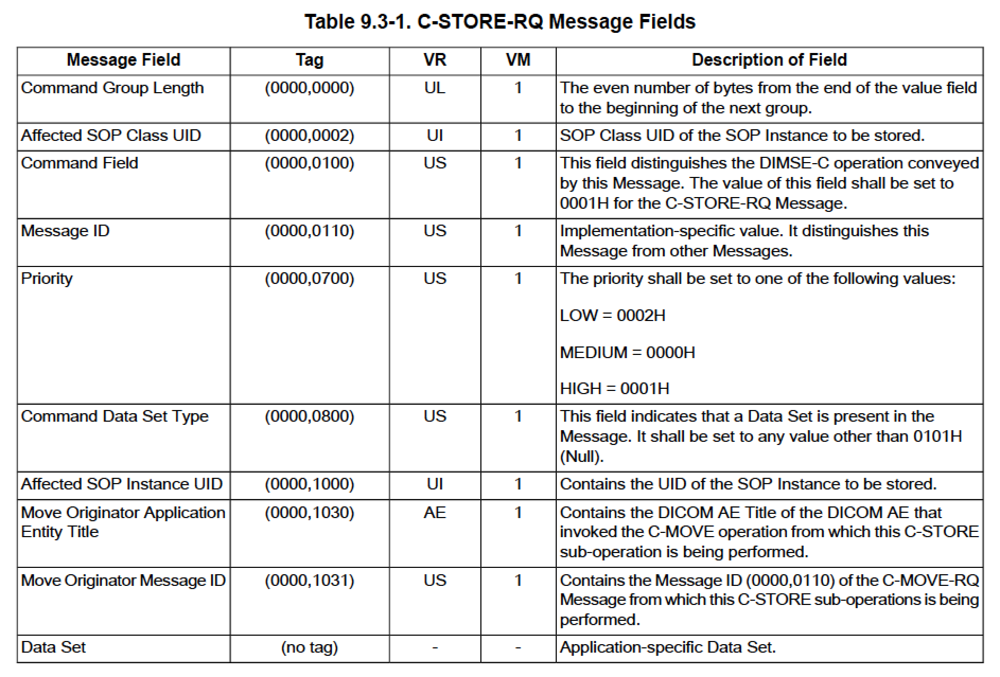 Table 9.3-1. C-STORE-RQ Message Fields
Message Field Tag VR VM Description of Field
Command Group Length (0000,0000) UL 1 The even number of bytes from the end of the value field
to the beginning of the next group.
Affected SOP Class UID (0000,0002) UI 1 SOP Class UID of the SOP Instance to be stored.
Command Field (0000,0100) US 1 This field distinguishes the DIMSE-C operation conveyed
by this Message. The value of this field shall be set to
0001H for the C-STORE-RQ Message.
Message ID (0000,0110) US 1 Implementation-specific value. It distinguishes this
Message from other Messages.
Priority (0000,0700) US 1 The priority shall be set to one of the following values:
LOW = 0002H
MEDIUM = 0000H
HIGH = 0001H
Command Data Set Type (0000,0800) US 1 This field indicates that a Data Set is present in the
Message. It shall be set to any value other than 0101H
(Null).
Affected SOP Instance UID (0000,1000) UI 1 Contains the UID of the SOP Instance to be stored.
Move Originator Application (0000,1030) AE 1 Contains the DICOM AE Title of the DICOM AE that
Entity Title invoked the C-MOVE operation from which this C-STORE
sub-operation is being performed.
Move Originator Message ID (0000,1031) US 1 Contains the Message ID (0000,0110) of the C-MOVE-RQ
Message from which this C-STORE sub-operations is being
performed.
Data Set (no tag) - - Application-specific Data Set.